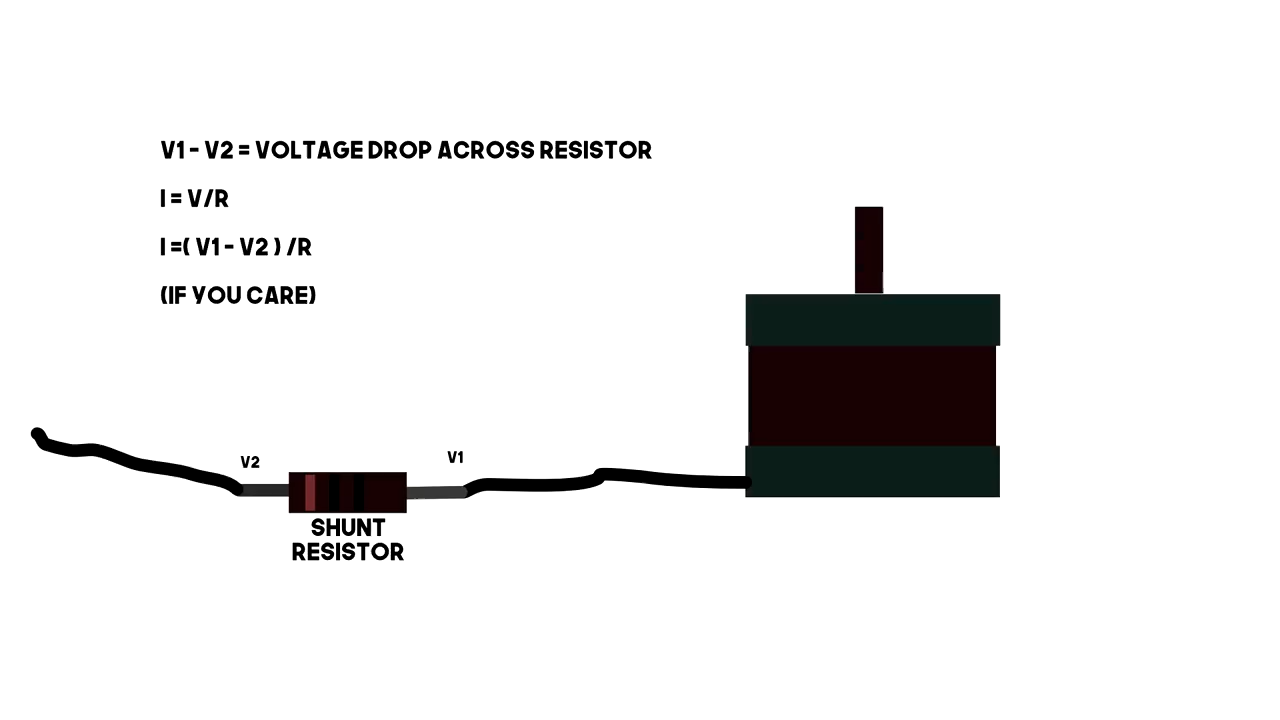 V1 - V2 = VOLTAGE DROP ACROSS RESISTOR
I = V/R
I =( V1 - V2 ) /R
(IF YOU CARE)
V2
V1
SHUNT
RESISTOR